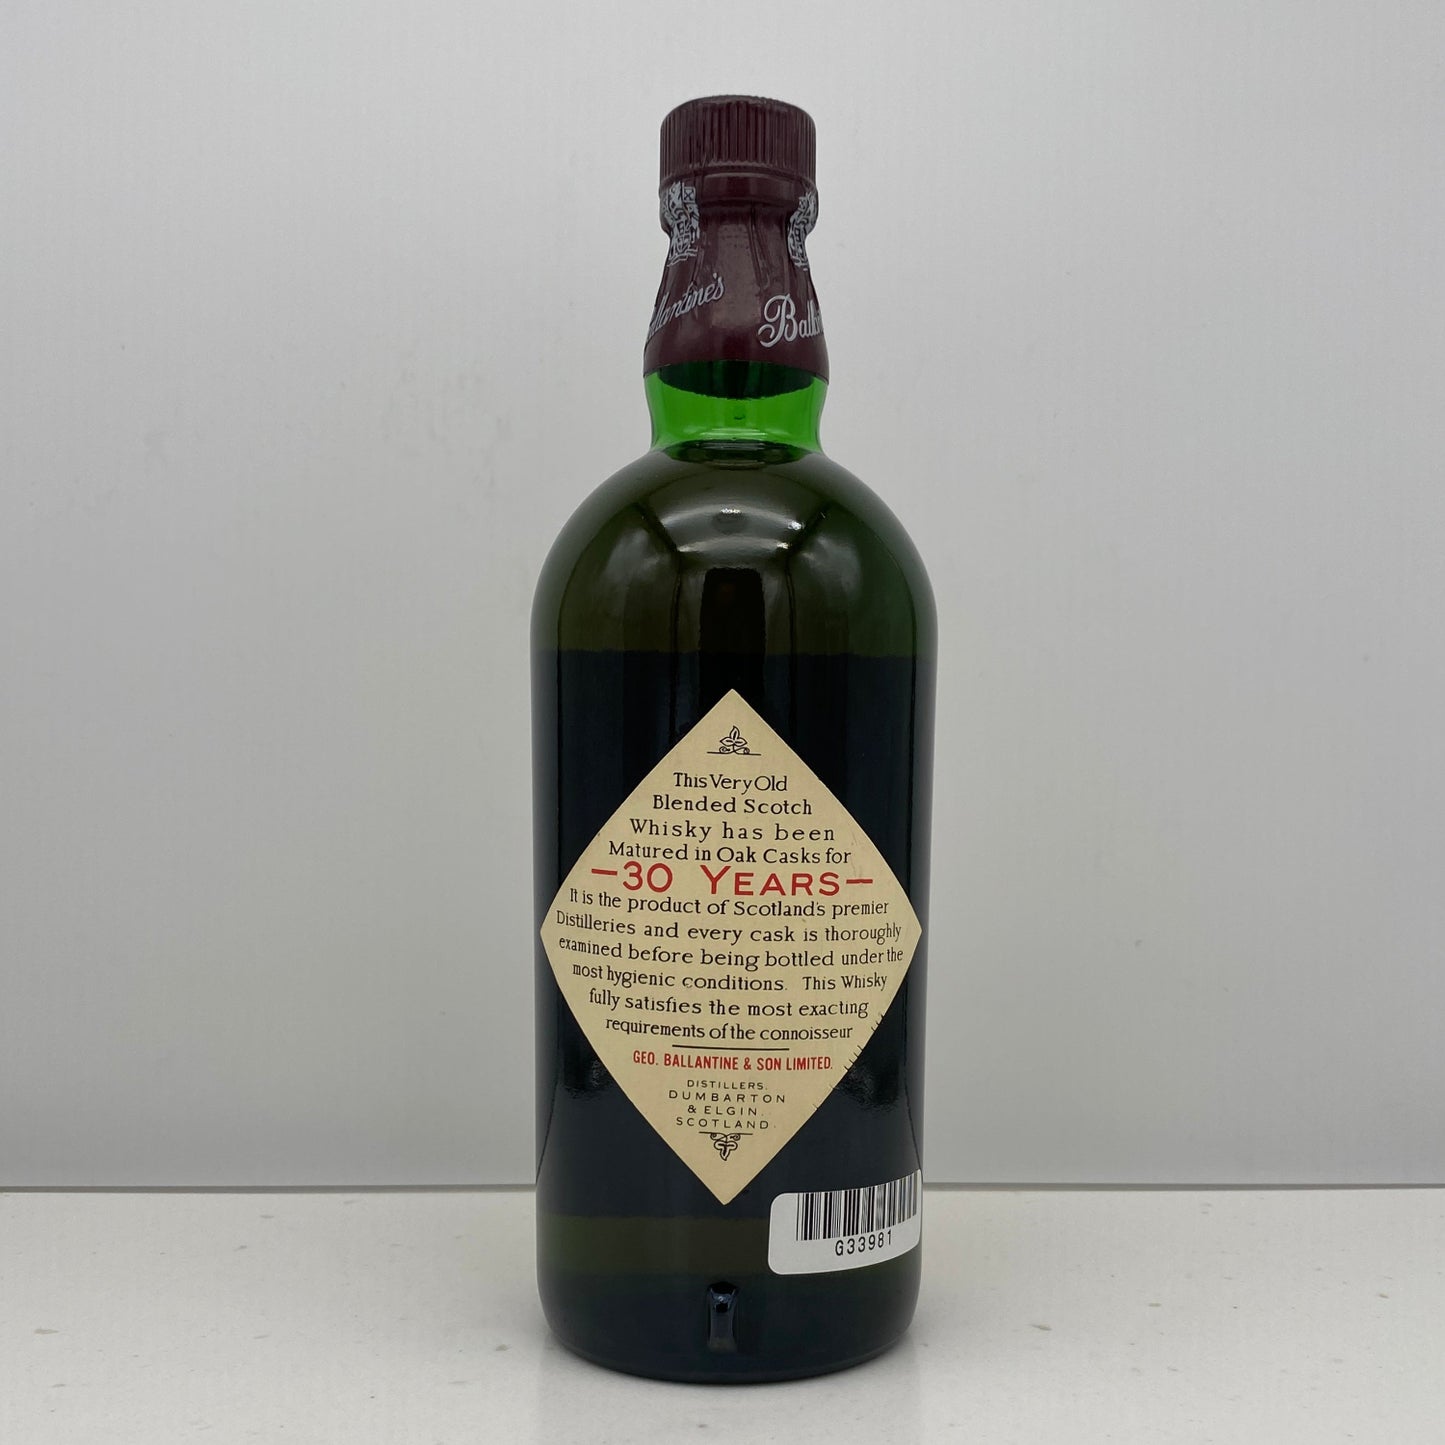 Ballantine's
This Very Old
Blended Scotch
Whisky has been
Matured in Oak Casks for
—30 YEARS—
It is the product of Scotland's premier
Distilleries and every cask is thoroughly
examined before being bottled under the
most hygienic conditions. This Whisky
fully satisfies the most exacting
requirements of the connoisseur
GEO. BALLANTINE & SON LIMITED.
DISTILLERS.
DUMBARTON
& ELGIN.
SCOTLAND.
G33981